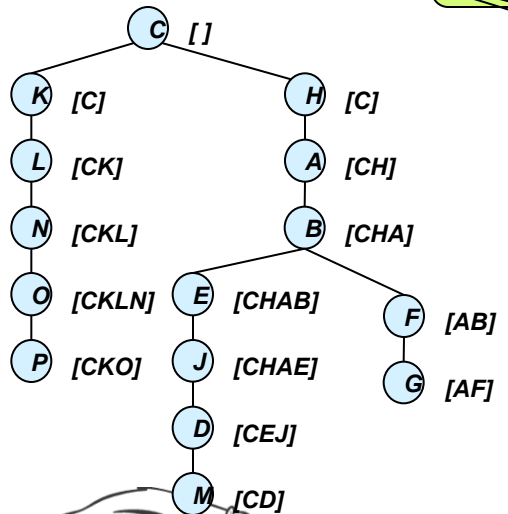 C [ ]
K [C] H [C]
L [CK] A [CH]
N [CKL] B [CHA]
O [CKLN] E [CHAB] F [AB]
P [CKO] J [CHAE] G [AF]
D [CEJ]
M [CD]